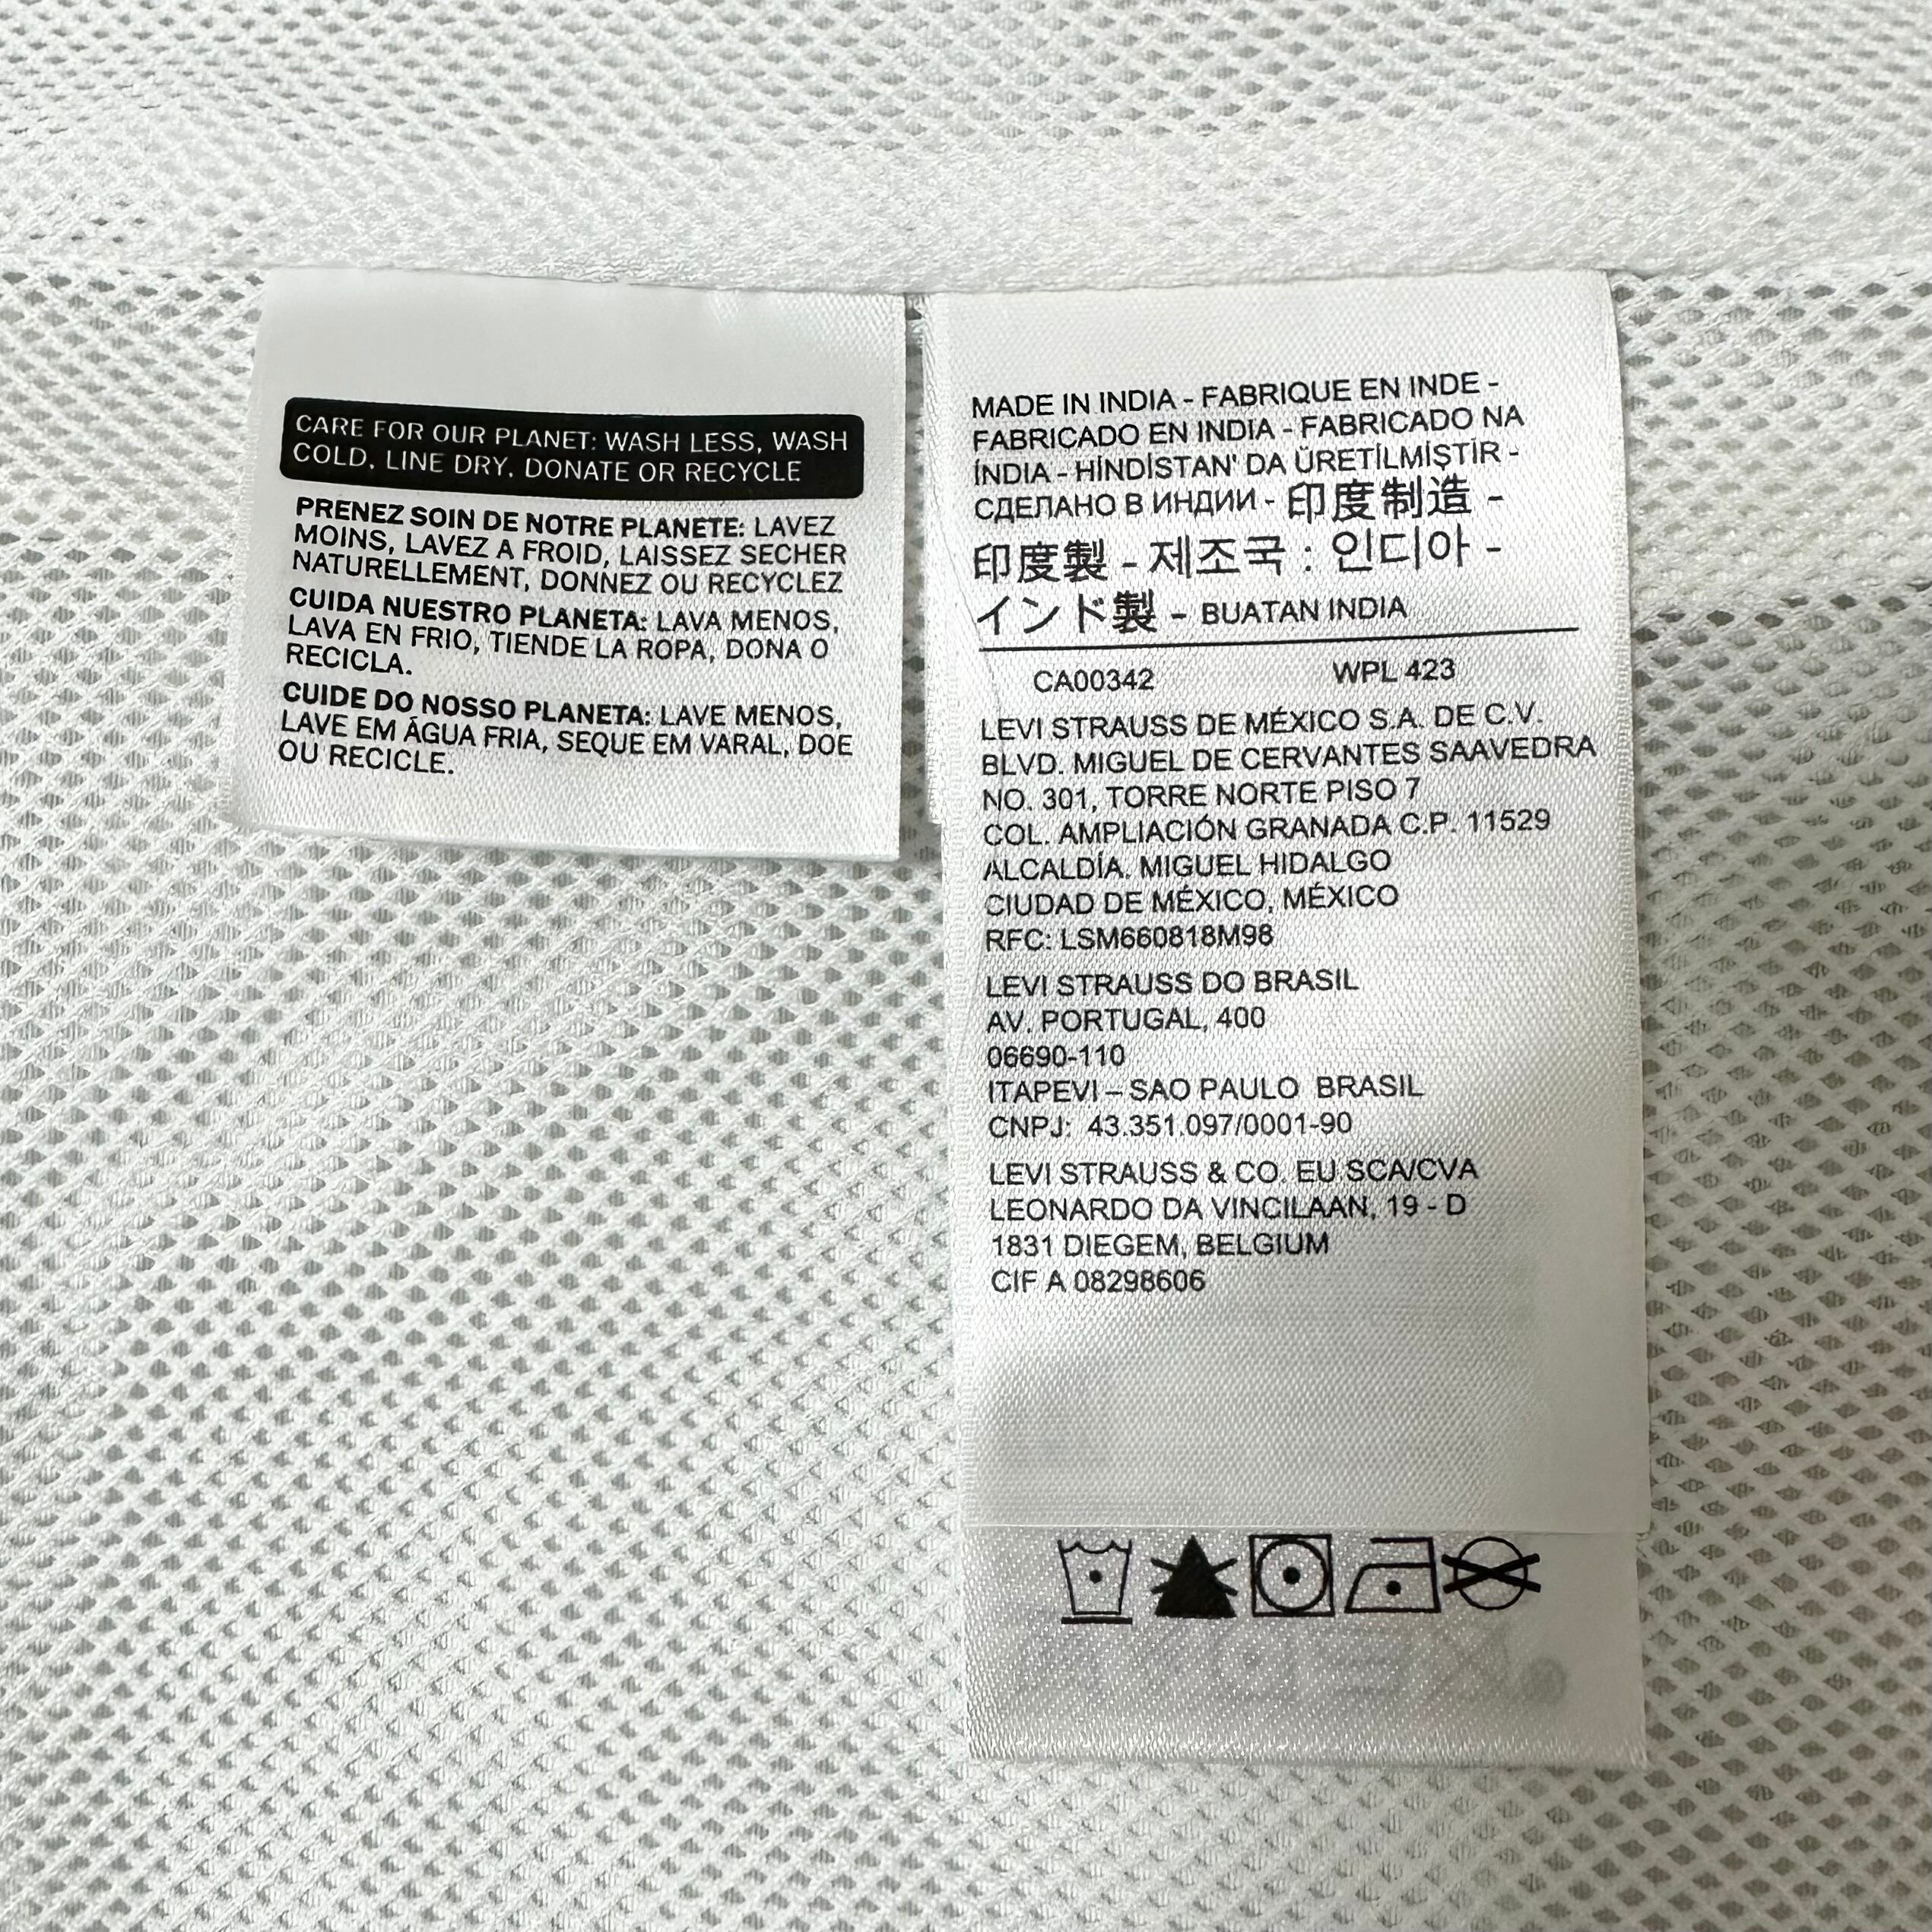 CARE FOR OUR PLANET: WASH LESS, WASH
COLD, LINE DRY, DONATE OR RECYCLE
PRENEZ SOIN DE NOTRE PLANETE: LAVEZ
MOINS, LAVEZ A FROID, LAISSEZ SECHER
NATURELLEMENT, DONNEZ OU RECYCLEZ
CUIDA NUESTRO PLANETA: LAVA MENOS,
LAVA EN FRIO, TIENDE LA ROPA, DONA O
RECICLA.
CUIDE DO NOSSO PLANETA: LAVE MENOS,
LAVE EM ÁGUA FRIA, SEQUE EM VARAL, DOE
OU RECICLE.
MADE IN INDIA - FABRIQUE EN INDE -
FABRICADO EN INDIA - FABRICADO NA
ÍNDIA - HİNDİSTAN' DA ÜRETİLMİŞTİR -
СДЕЛАНО В ИНДИИ - 印度制造 -
印度製 - 제조국 : 인디아 -
インド製 - BUATAN INDIA
CA00342 WPL 423
LEVI STRAUSS DE MÉXICO S.A. DE C.V.
BLVD. MIGUEL DE CERVANTES SAAVEDRA
NO. 301, TORRE NORTE PISO 7
COL. AMPLIACIÓN GRANADA C.P. 11529
ALCALDÍA. MIGUEL HIDALGO
CIUDAD DE MÉXICO, MÉXICO
RFC: LSM660818M98
LEVI STRAUSS DO BRASIL
AV. PORTUGAL, 400
06690-110
ITAPEVI – SAO PAULO BRASIL
CNPJ: 43.351.097/0001-90
LEVI STRAUSS & CO. EU SCA/CVA
LEONARDO DA VINCILAAN, 19 - D
1831 DIEGEM, BELGIUM
CIF A 08298606